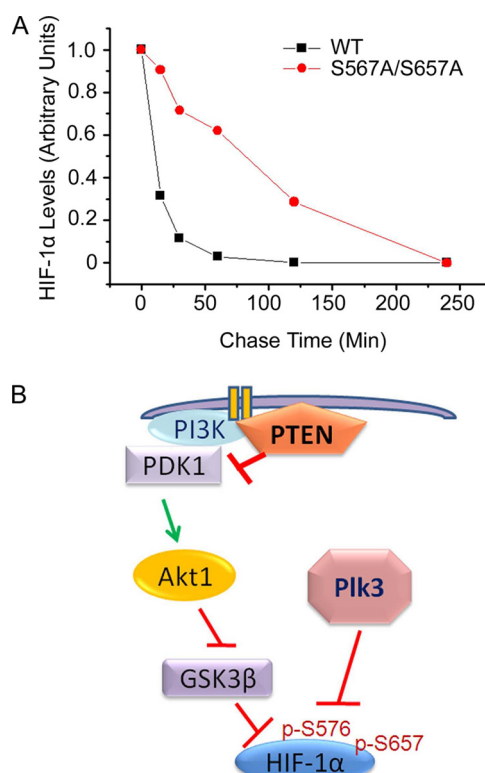 A
HIF-1α Levels (Arbitrary Units)
1.0
0.8
0.6
0.4
0.2
0
WT
S567A/S657A
0 50 100 150 200 250
Chase Time (Min)
B
PI3K
PTEN
PDK1
Akt1
Plk3
GSK3β
p-S576
p-S657
HIF-1α